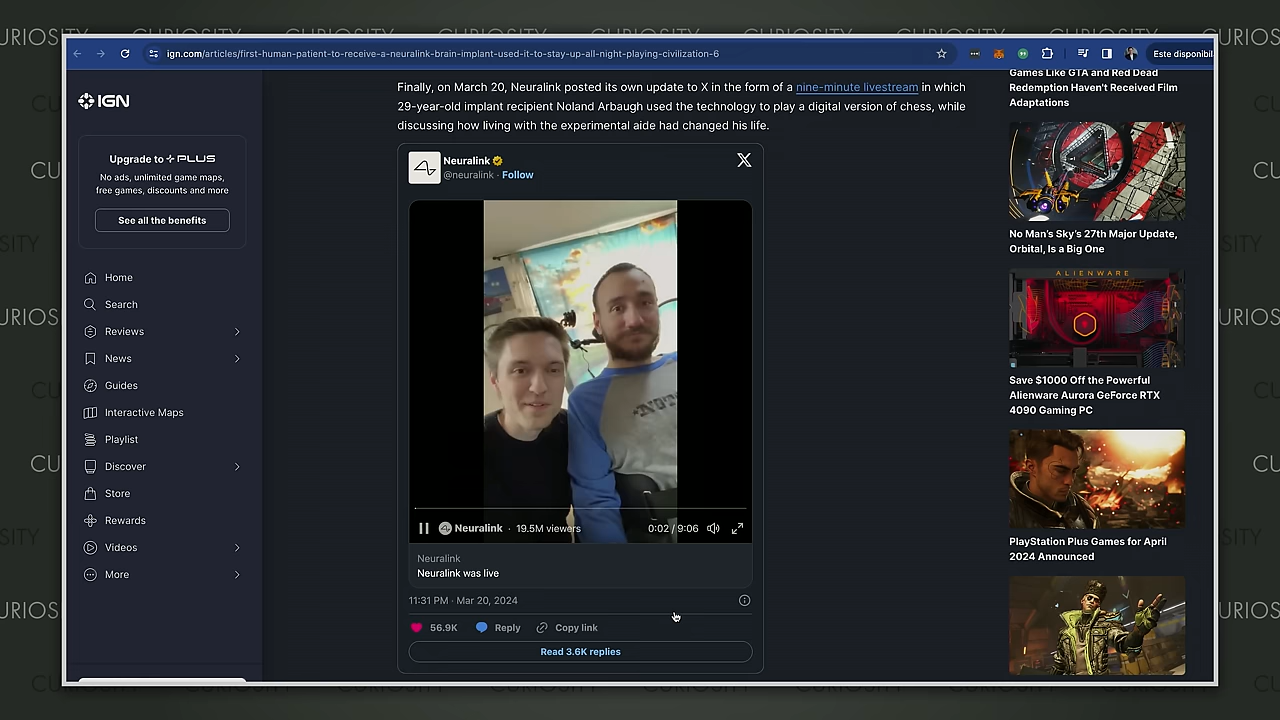 ign.com/articles/first-human-patient-to-receive-a-neuralink-brain-implant-used-it-to-stay-up-all-night-playing-civilization-6
Este disponibil
IGN
Upgrade to PLUS
No ads, unlimited game maps,
free games, discounts and more
See all the benefits
Home
Search
Reviews
News
Guides
Interactive Maps
Playlist
Discover
Store
Rewards
Videos
More
Finally, on March 20, Neuralink posted its own update to X in the form of a nine-minute livestream in which
29-year-old implant recipient Noland Arbaugh used the technology to play a digital version of chess, while
discussing how living with the experimental aide had changed his life.
Neuralink
@neuralink · Follow
Neuralink · 19.5M viewers
0:02 / 9:06
Neuralink
Neuralink was live
11:31 PM · Mar 20, 2024
56.9K Reply Copy link
Read 3.6K replies
Games Like GTA and Red Dead
Redemption Haven't Received Film
Adaptations
No Man's Sky's 27th Major Update,
Orbital, Is a Big One
ALIENWARE
Save $1000 Off the Powerful
Alienware Aurora GeForce RTX
4090 Gaming PC
PlayStation Plus Games for April
2024 Announced
CURIOSITY